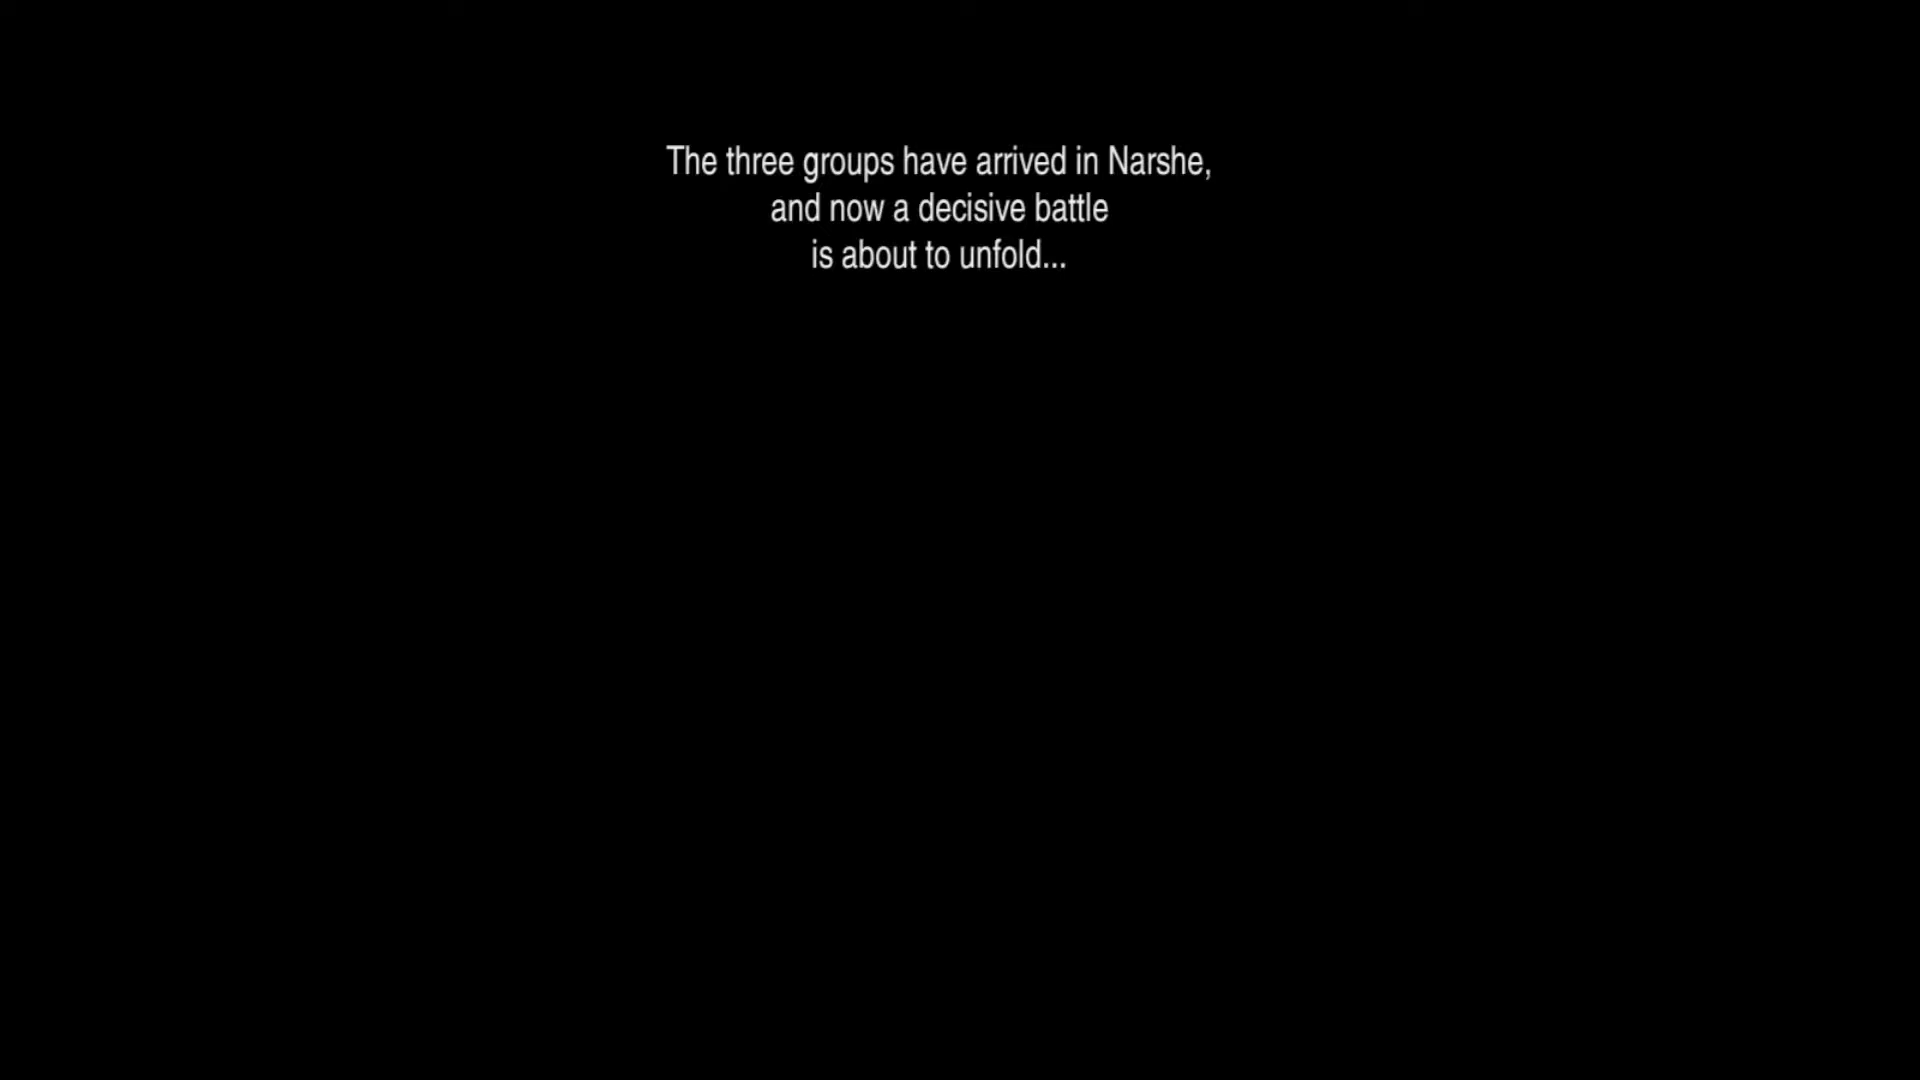 The three groups have arrived in Narshe,
and now a decisive battle
is about to unfold...